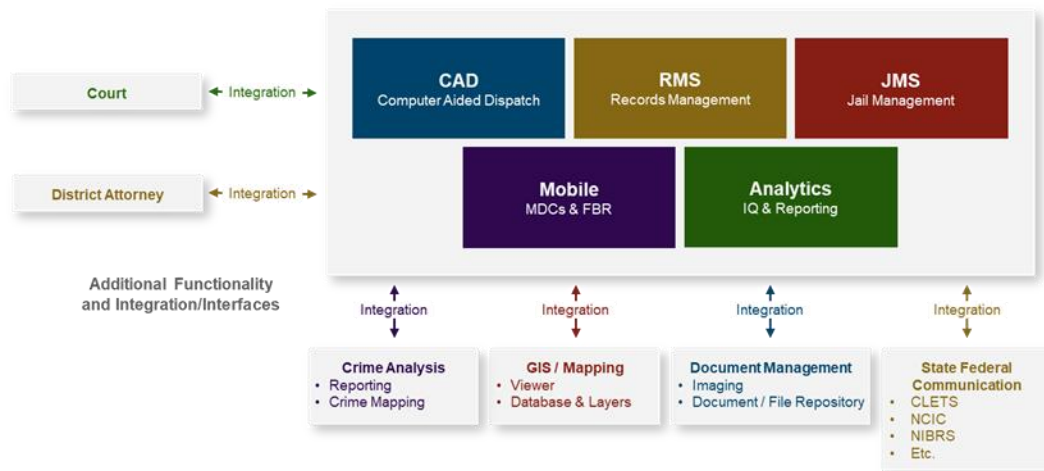 CAD
Computer Aided Dispatch
RMS
Records Management
JMS
Jail Management
Court
Integration
Mobile
MDCs & FBR
Analytics
IQ & Reporting
District Attorney
Integration
Additional Functionality
and Integration/Interfaces
Integration
Integration
Integration
Integration
Crime Analysis
• Reporting
• Crime Mapping
GIS / Mapping
• Viewer
• Database & Layers
Document Management
• Imaging
• Document / File Repository
State Federal
Communication
• CLETS
• NCIC
• NIBRS
• Etc.